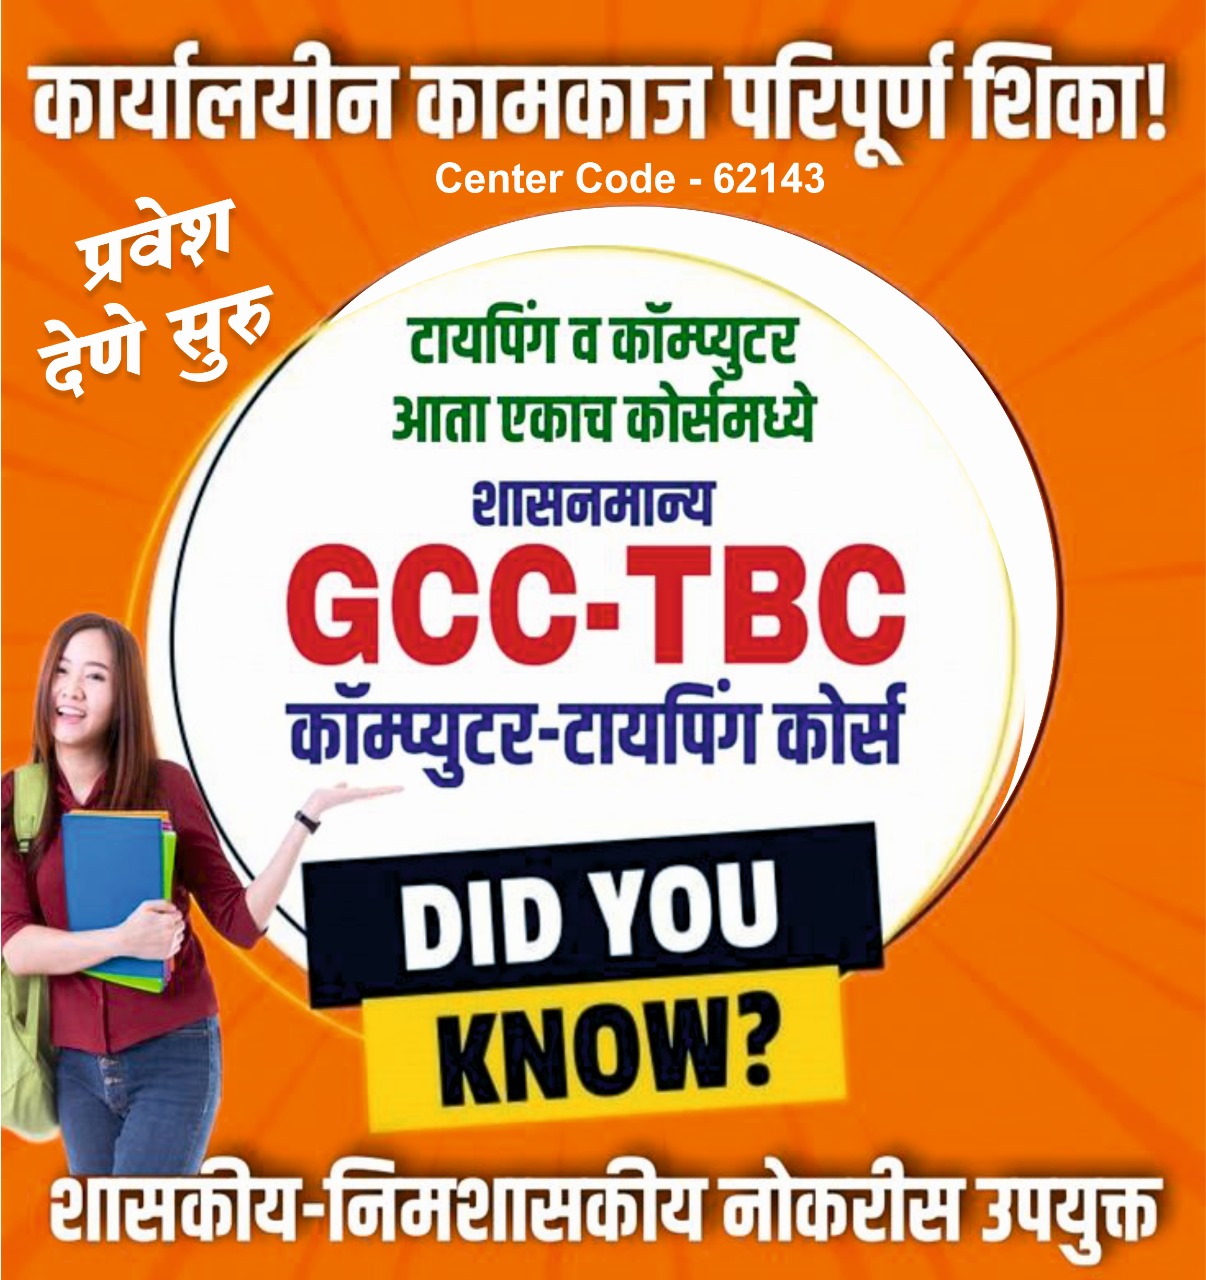 कार्यालयीन कामकाज परिपूर्ण शिका!
Center Code - 62143
प्रवेश
देणे सुरु
टायपिंग व कॉम्प्युटर
आता एकाच कोर्समध्ये
शासनमान्य
GCC-TBC
कॉम्प्युटर-टायपिंग कोर्स
DID YOU
KNOW?
शासकीय-निमशासकीय नोकरीस उपयुक्त